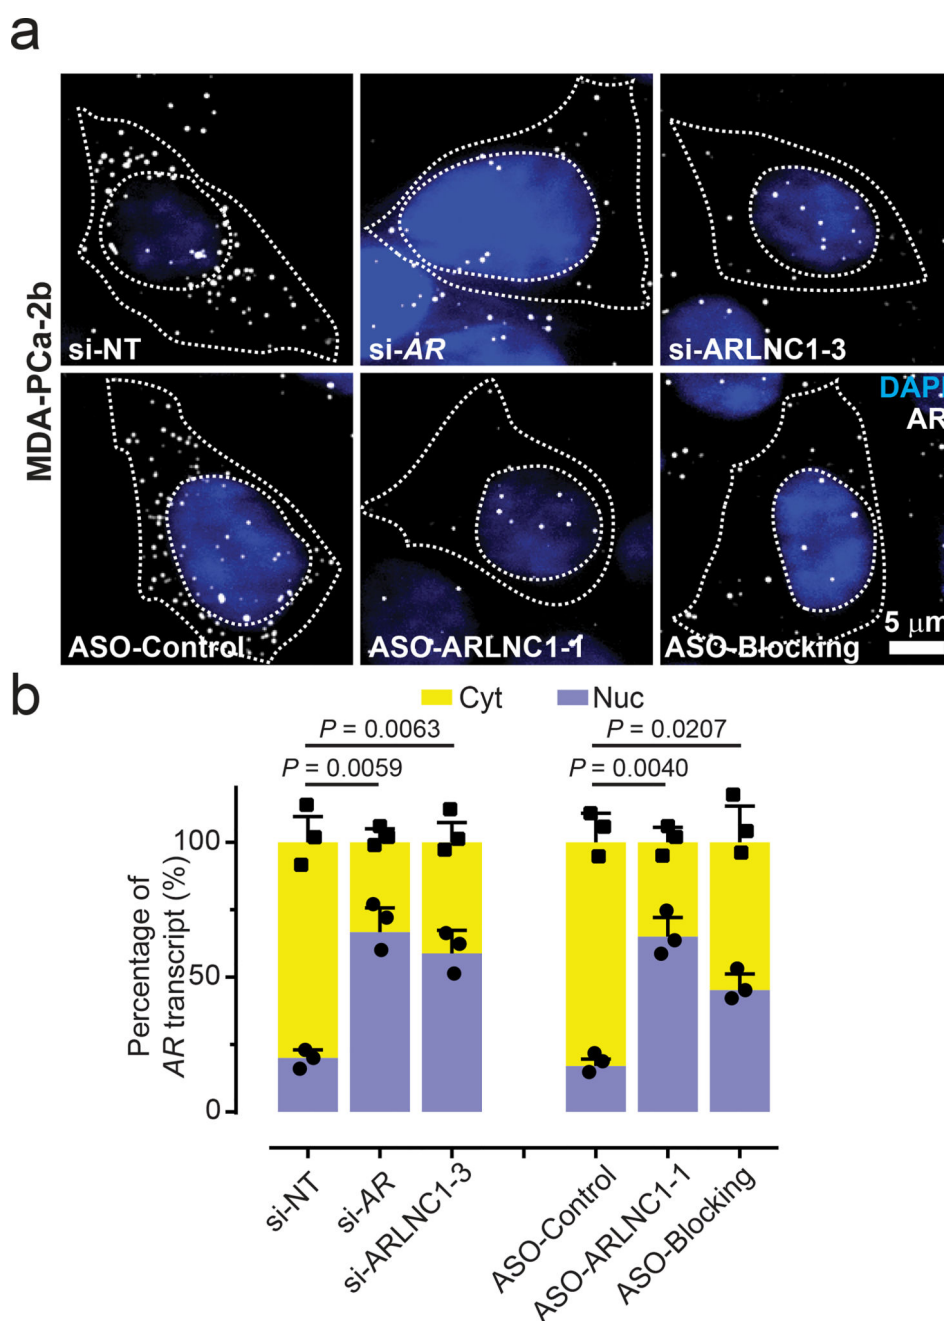 a
MDA-PCa-2b
si-NT
si-AR
si-ARLNC1-3
DAPI
AR
ASO-Control
ASO-ARLNC1-1
ASO-Blocking
5 μm
b
Cyt
Nuc
P = 0.0063
P = 0.0207
P = 0.0059
P = 0.0040
Percentage of
AR transcript (%)
100
50
0
si-NT
si-AR
si-ARLNC1-3
ASO-Control
ASO-ARLNC1-1
ASO-Blocking